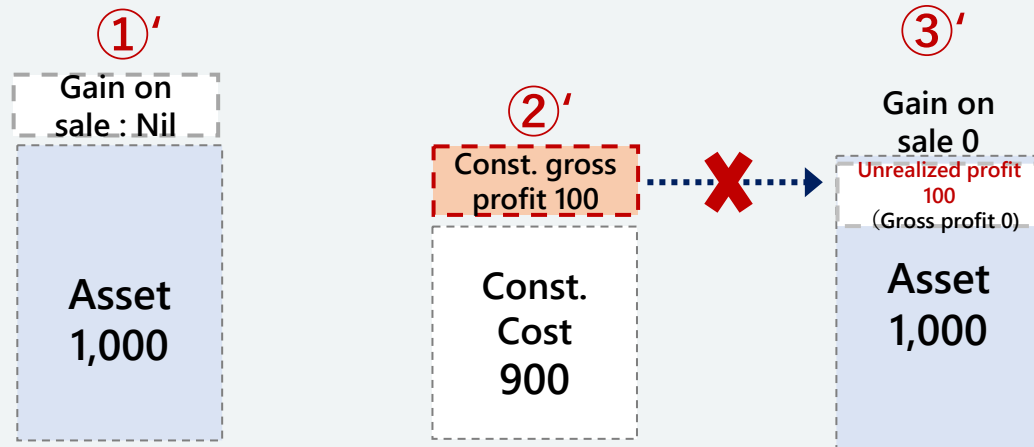 ①‘
Gain on
sale : Nil
Asset
1,000
②‘
Const. gross
profit 100
Const.
Cost
900
③‘
Gain on
sale 0
Unrealized profit
100
（Gross profit 0)
Asset
1,000